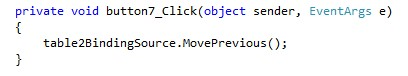 private void button7_Click(object sender, EventArgs e)
{
table2BindingSource.MovePrevious();
}